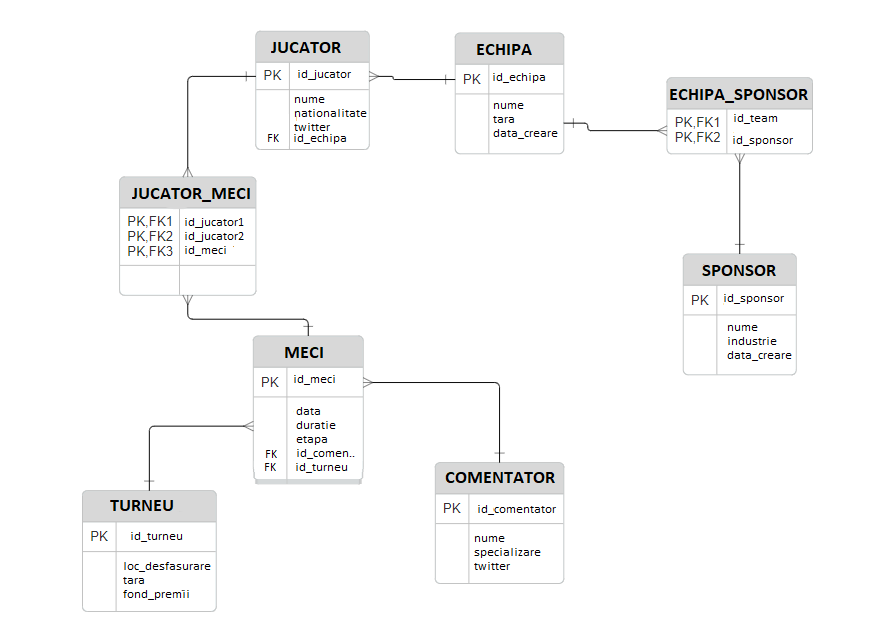 JUCATOR
PK id_jucator
nume
nationalitate
twitter
FK id_echipa
ECHIPA
PK id_echipa
nume
tara
data_creare
ECHIPA_SPONSOR
PK,FK1 id_team
PK,FK2 id_sponsor
JUCATOR_MECI
PK,FK1 id_jucator1
PK,FK2 id_jucator2
PK,FK3 id_meci
SPONSOR
PK id_sponsor
nume
industrie
data_creare
MECI
PK id_meci
data
duratie
etapa
FK id_comen..
FK id_turneu
COMENTATOR
PK id_comentator
nume
specializare
twitter
TURNEU
PK id_turneu
loc_desfasurare
tara
fond_premii